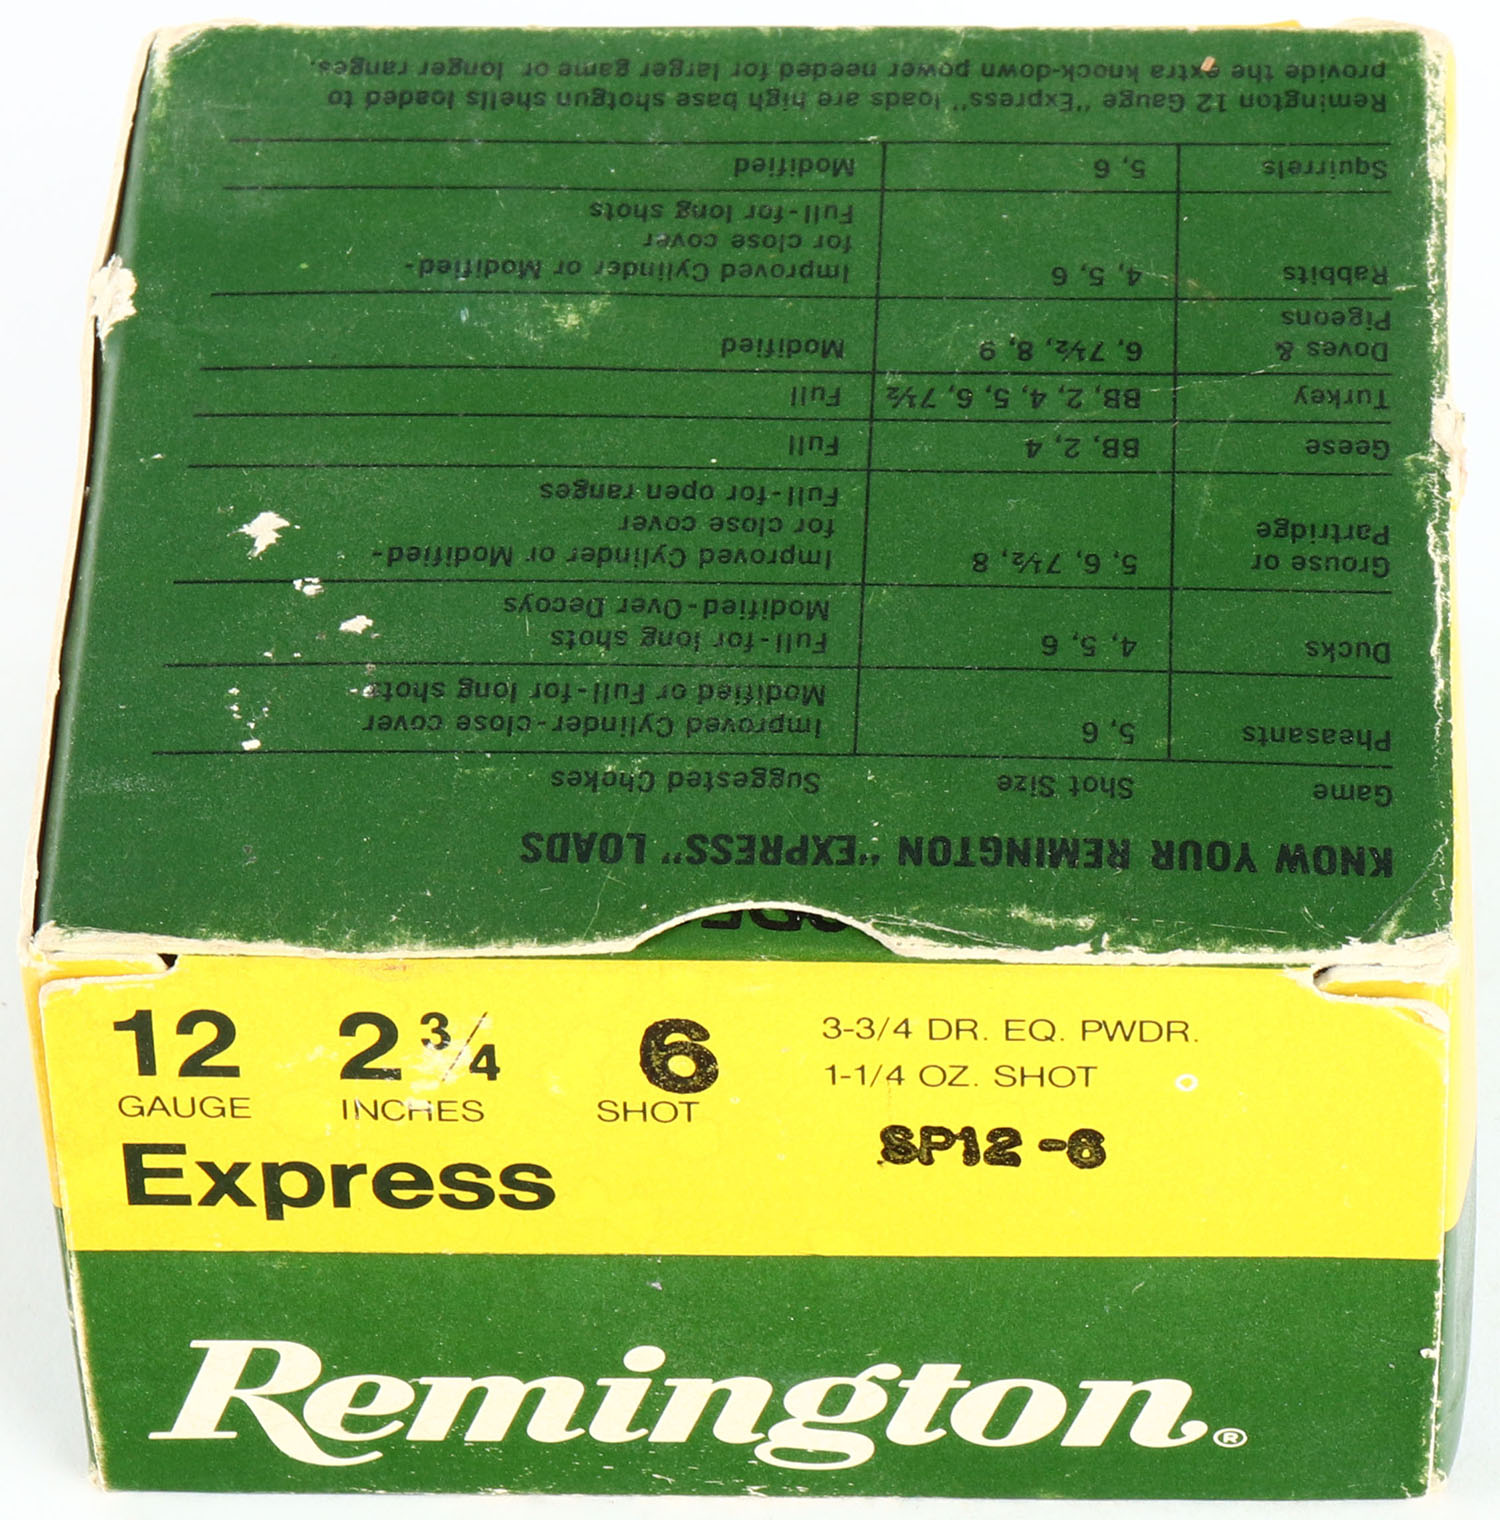 KNOW YOUR REMINGTON "EXPRESS" LOADS
Game Shot Size Suggested Chokes
Pheasants 5, 6 Improved Cylinder-close cover
Modified or Full-for long shots
Ducks 4, 5, 6 Full-for long shots
Modified-Over Decoys
Grouse or
Partridge 5, 6, 7½, 8 Improved Cylinder or Modified-
for close cover
Full-for open ranges
Geese BB, 2, 4 Full
Turkey BB, 2, 4, 5, 6, 7½ Full
Doves &
Pigeons 6, 7½, 8, 9 Modified
Rabbits 4, 5, 6 Improved Cylinder or Modified-
for close cover
Full-for long shots
Squirrels 5, 6 Modified
Remington 12 Gauge "Express" loads are high base shotgun shells loaded to
provide the extra knock-down power needed for larger game or longer ranges.
12 2 3/4 6
GAUGE INCHES SHOT
3-3/4 DR. EQ. PWDR.
1-1/4 OZ. SHOT
SP12-6
Express
Remington®